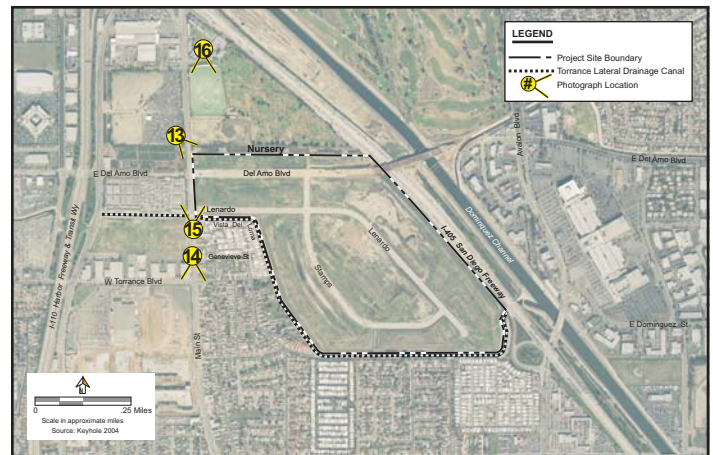 LEGEND
Project Site Boundary
Torrance Lateral Drainage Canal
#
Photograph Location
16
13
Nursery
Avalon Blvd
E Del Amo Blvd
E Del Amo Blvd
Del Amo Blvd
Lenardo
15
Vista Del
Loma
Lenardo
Dominguez Channel
I-405 San Diego Freeway
I-110 Harbor Freeway & Transit Wy
14
Genevieve St
Stamps
W Torrance Blvd
Main St
E Dominguez St
N
0
.25 Miles
Scale in approximate miles
Source: Keyhole 2004